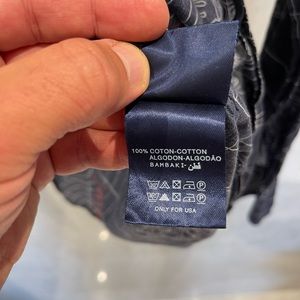 100% COTON-COTTON
ALGODON-ALGODÃO
BAMBAKI- قطن
ONLY FOR USA